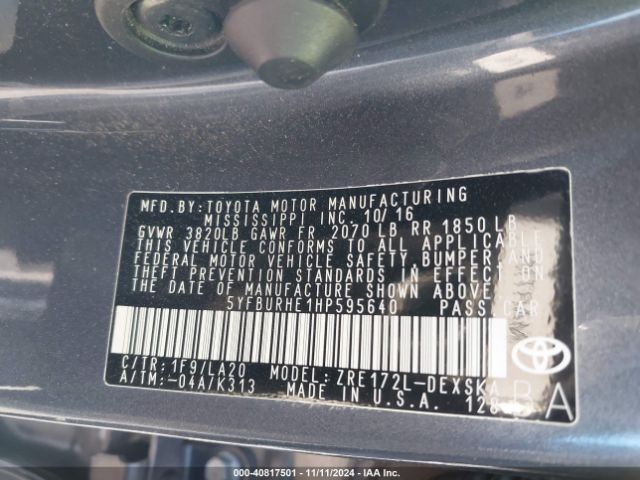 MFD.BY:TOYOTA MOTOR MANUFACTURING
MISSISSIPPI INC. 10/16
GVWR 3820LB GAWR FR 2070 LB RR 1850 LB
THIS VEHICLE CONFORMS TO ALL APPLICABLE
FEDERAL MOTOR VEHICLE SAFETY, BUMPER AND
THEFT PREVENTION STANDARDS IN EFFECT ON
THE DATE OF MANUFACTURE SHOWN ABOVE.
5YFBURHE1HP595640 PASS.CAR
C/TR:1F9/LA20 MODEL:ZRE172L-DEXSKA
A/TM:-04A/K313 MADE IN U.S.A.
BA
000-40817501 - 11/11/2024 - IAA Inc.